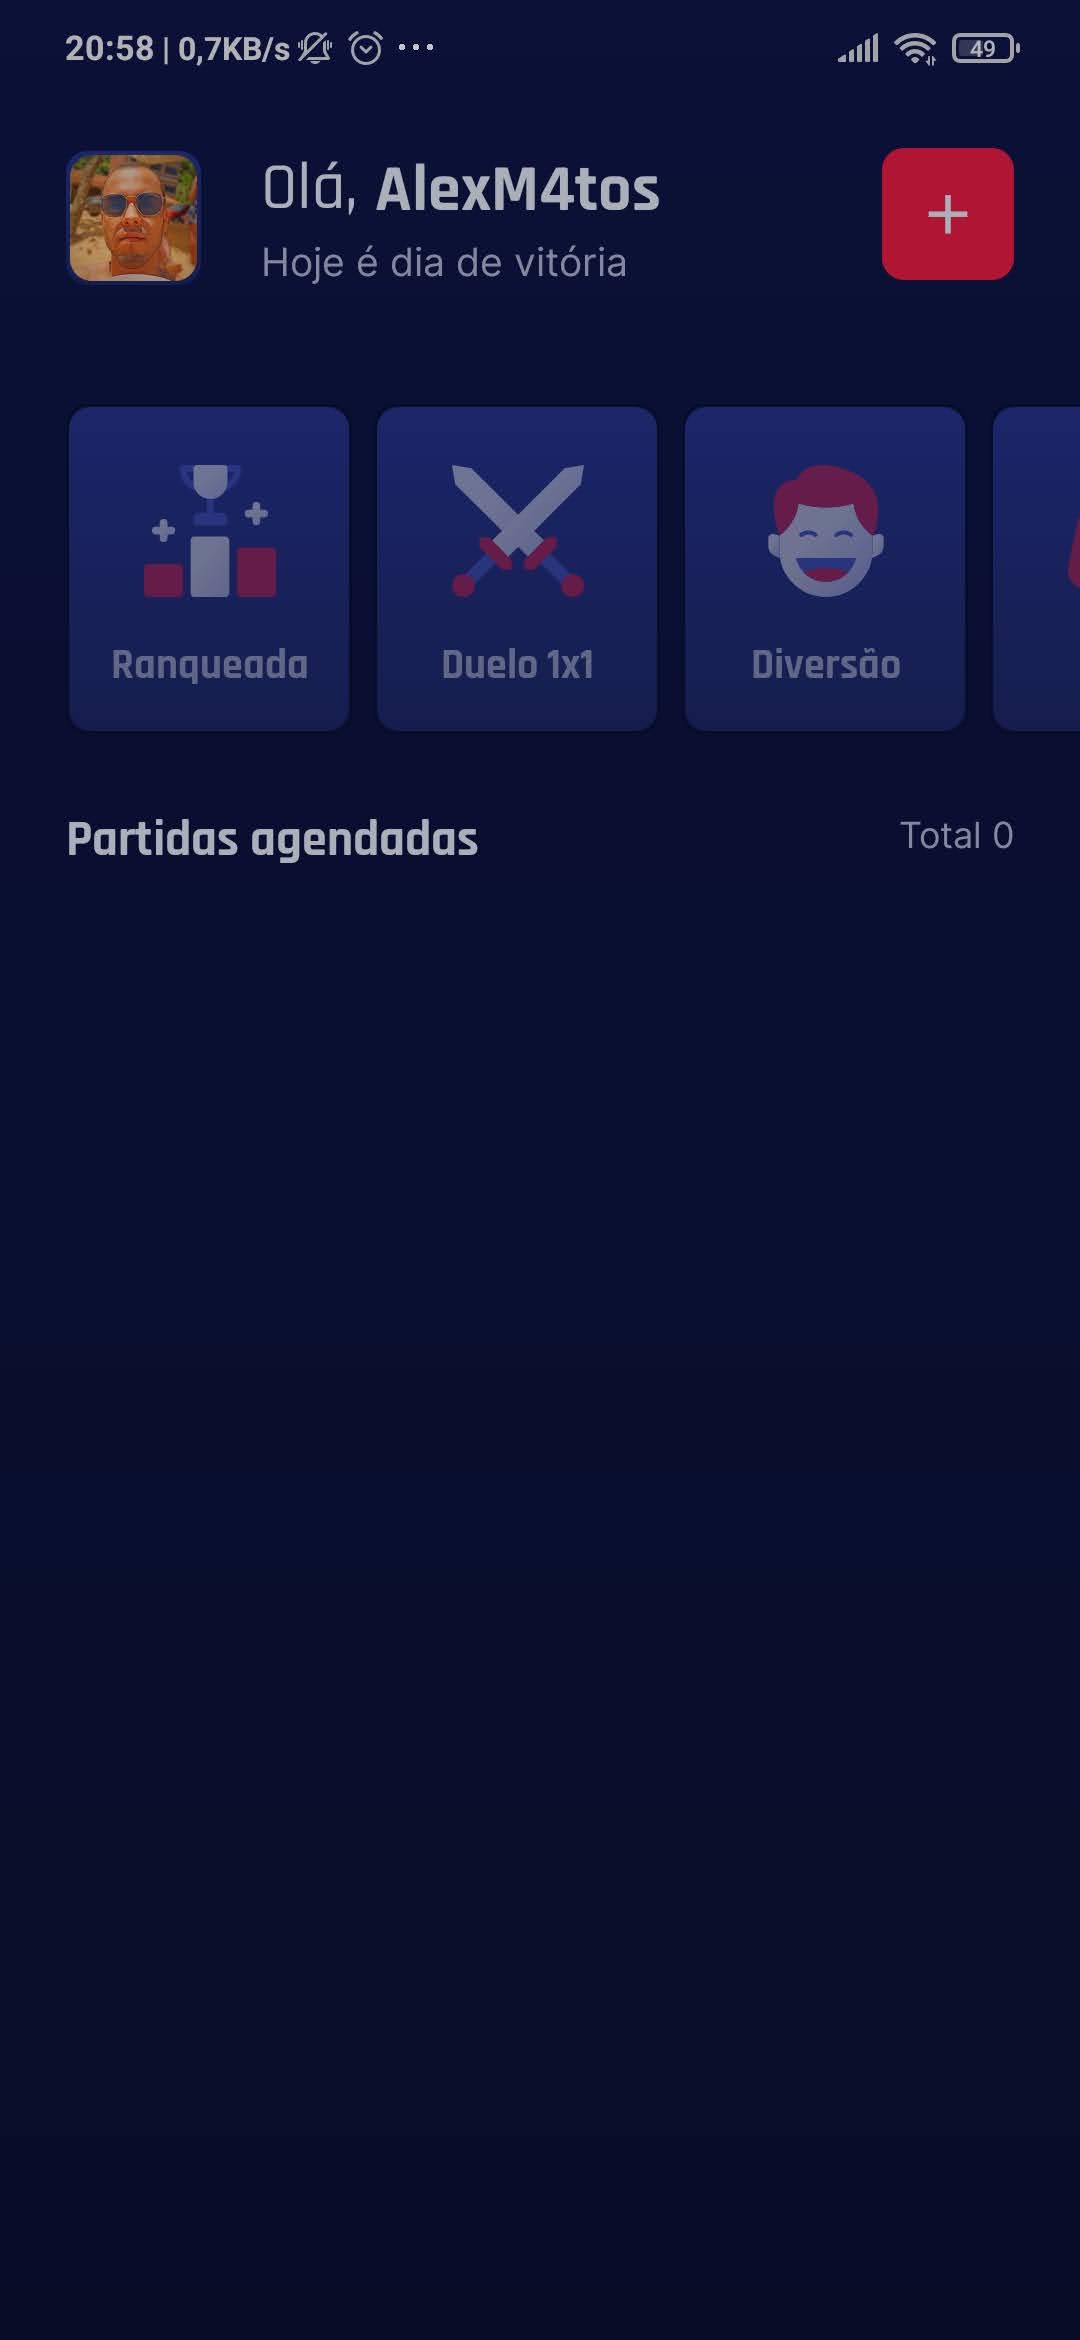 20:58 | 0,7KB/s
49
Olá, AlexM4tos
Hoje é dia de vitória
Ranqueada
Duelo 1x1
Diversão
Partidas agendadas
Total 0